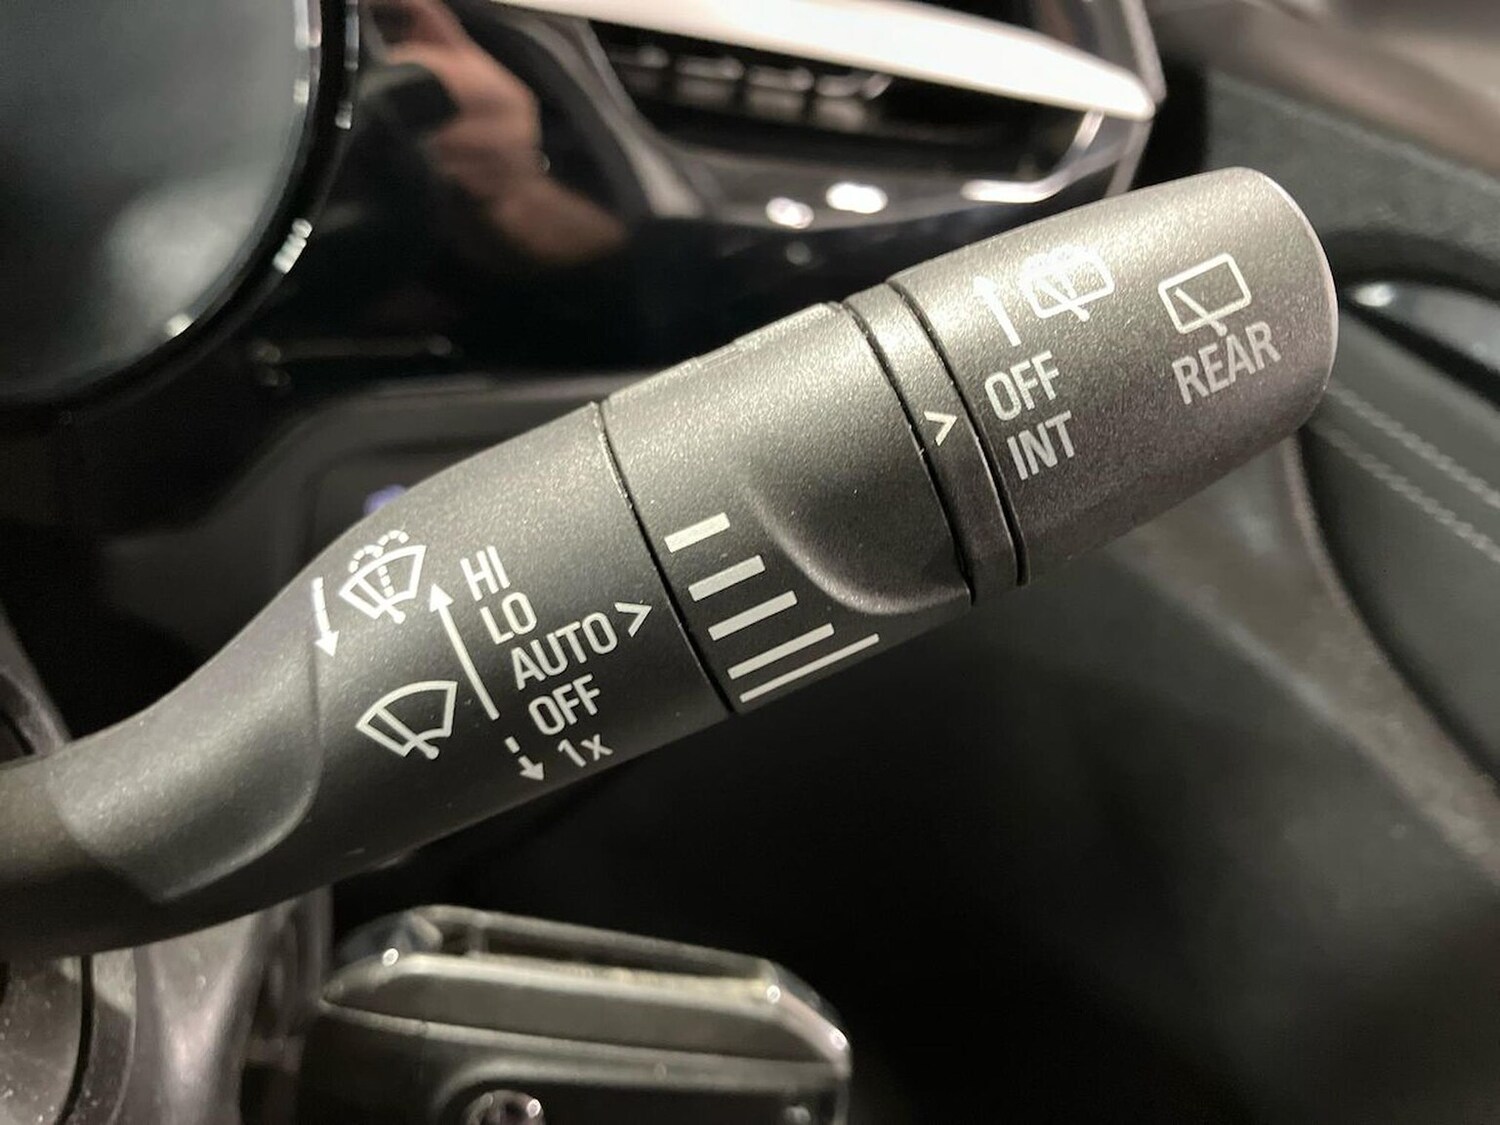 HI
LO
AUTO >
OFF
1x
>
OFF
INT
REAR